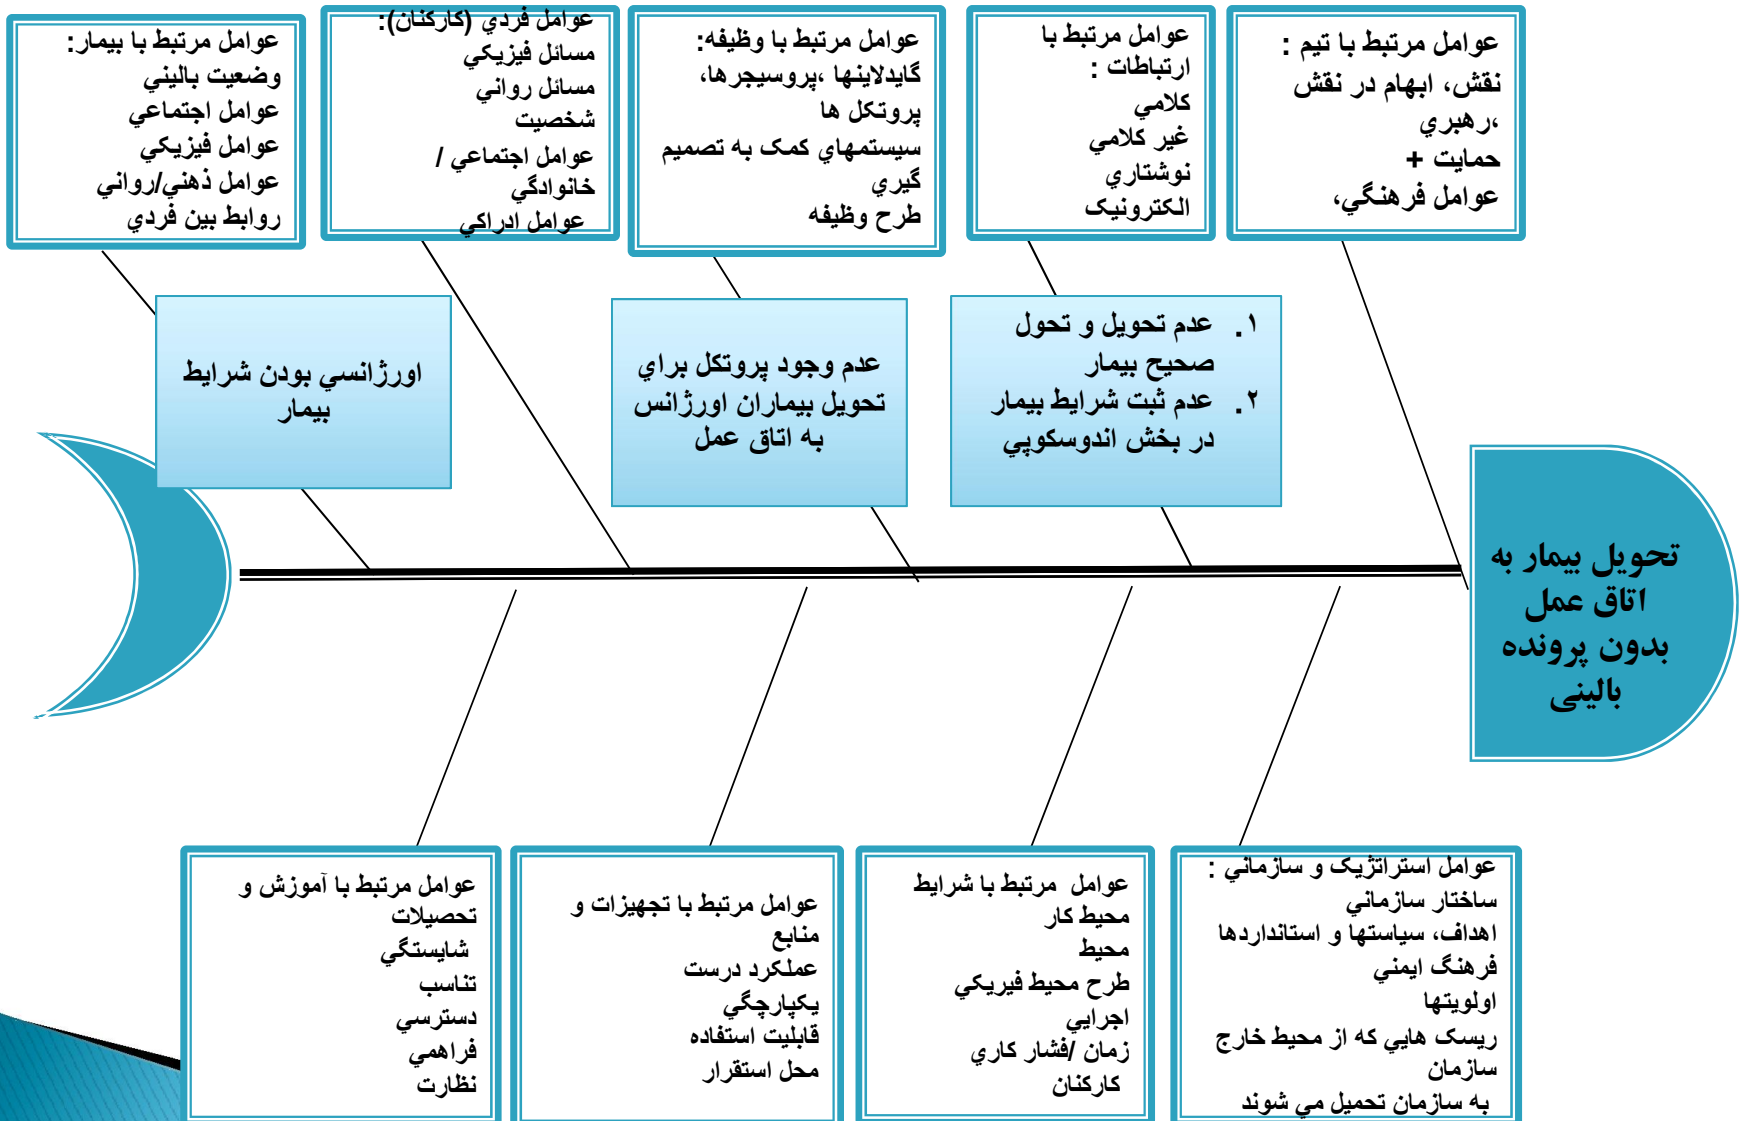 عوامل مرتبط با تيم :
نقش، ابهام در نقش
،رهبري
حمايت +
عوامل فرهنگي،
عوامل مرتبط با
ارتباطات :
كلامي
غير كلامي
نوشتاري
الكترونيک
عوامل مرتبط با وظيفه:
گايدلاينها ،پروسيجرها،
پروتكل ها
سيستمهاي كمک به تصميم
گيري
طرح وظيفه
عوامل فردي (كاركنان):
مسائل فيزيكي
مسائل رواني
شخصيت
عوامل اجتماعي /
خانوادگي
عوامل ادراكي
عوامل مرتبط با بيمار:
وضعيت باليني
عوامل اجتماعي
عوامل فيزيكي
عوامل ذهني/رواني
روابط بين فردي
۱. عدم تحويل و تحول
صحيح بيمار
۲. عدم ثبت شرايط بيمار
در بخش اندوسكوپي
عدم وجود پروتكل براي
تحويل بيماران اورژانس
به اتاق عمل
اورژانسي بودن شرايط
بيمار
تحویل بیمار به
اتاق عمل
بدون پرونده
بالینی
عوامل استراتژيک و سازماني :
ساختار سازماني
اهداف، سياستها و استانداردها
فرهنگ ايمني
اولويتها
ريسک هايي كه از محيط خارج
سازمان
به سازمان تحميل مي شوند
عوامل مرتبط با شرايط
محيط كار
محيط
طرح محيط فيريكي
اجرايي
زمان /فشار كاري
كاركنان
عوامل مرتبط با تجهيزات و
منابع
عملكرد درست
يكپارچگي
قابليت استفاده
محل استقرار
عوامل مرتبط با آموزش و
تحصيلات
شايستگي
تناسب
دسترسي
فراهمي
نظارت